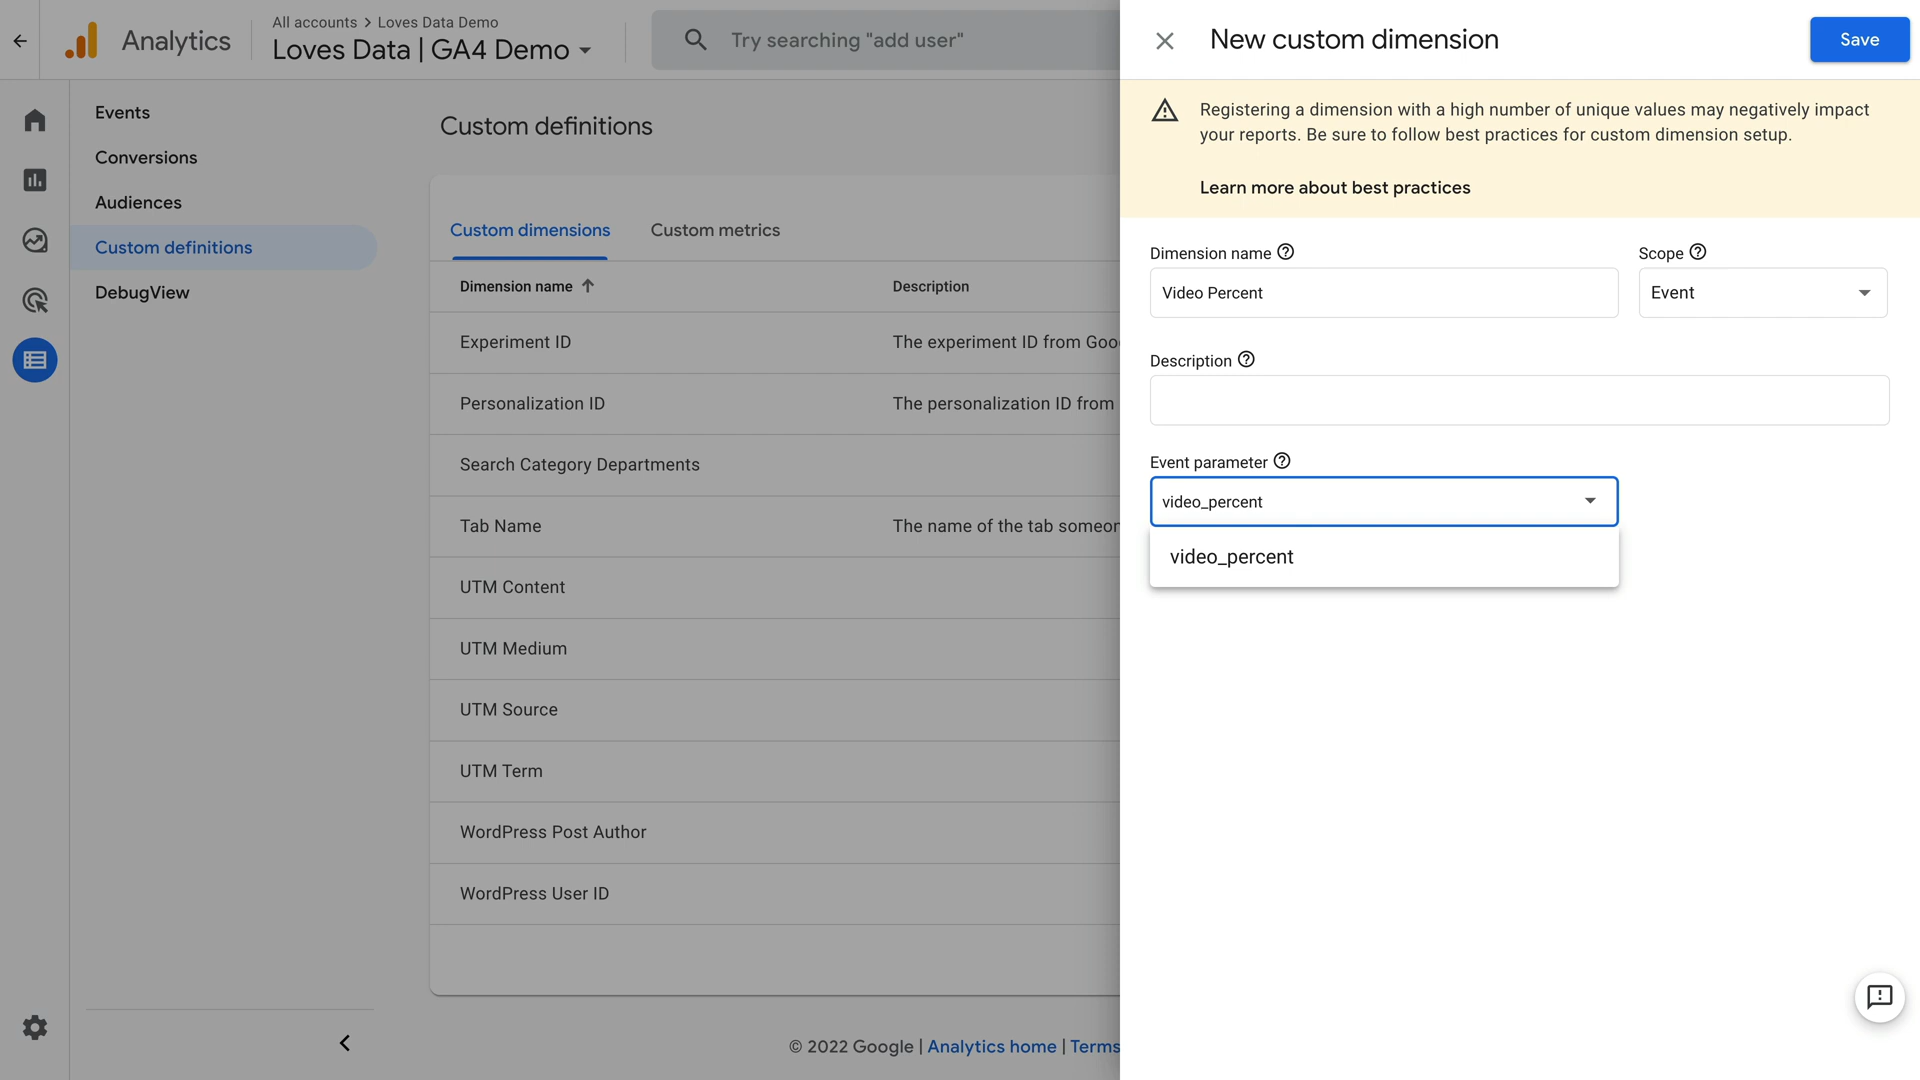 Analytics
All accounts > Loves Data Demo
Loves Data | GA4 Demo
Try searching "add user"
Events
Conversions
Audiences
Custom definitions
DebugView
Custom definitions
Custom dimensions
Custom metrics
Dimension name
Description
Experiment ID
The experiment ID from Goo
Personalization ID
The personalization ID from
Search Category Departments
Tab Name
The name of the tab someon
UTM Content
UTM Medium
UTM Source
UTM Term
WordPress Post Author
WordPress User ID
© 2022 Google | Analytics home | Terms
New custom dimension
Save
Registering a dimension with a high number of unique values may negatively impact
your reports. Be sure to follow best practices for custom dimension setup.
Learn more about best practices
Dimension name
Scope
Video Percent
Event
Description
Event parameter
video_percent
video_percent